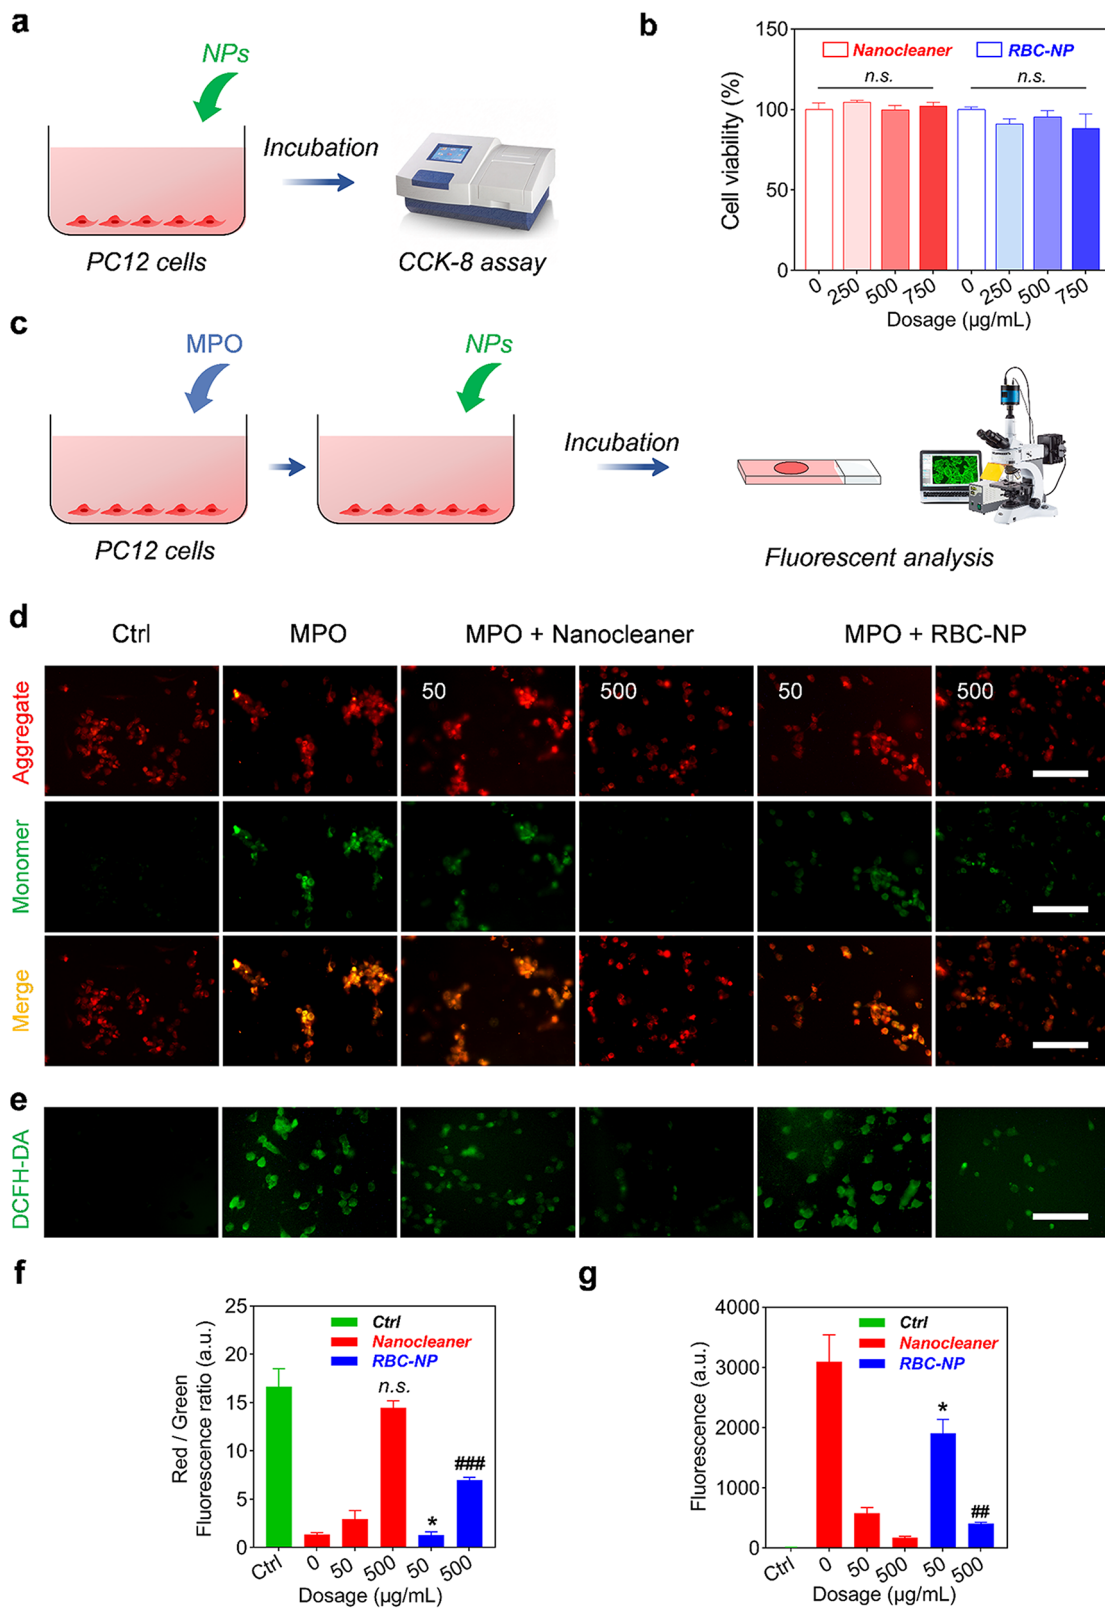 a
NPs
Incubation
PC12 cells
CCK-8 assay
b
150
100
50
0
Cell viability (%)
Nanocleaner
RBC-NP
n.s.
n.s.
0
250
500
750
0
250
500
750
Dosage (µg/mL)
c
MPO
NPs
Incubation
PC12 cells
Fluorescent analysis
d
Ctrl
MPO
MPO + Nanocleaner
MPO + RBC-NP
Aggregate
50
500
50
500
Monomer
Merge
e
DCFH-DA
f
Red / Green
Fluorescence ratio (a.u.)
25
20
15
10
5
0
Ctrl
Nanocleaner
RBC-NP
n.s.
*
###
Ctrl
0
50
500
50
500
Dosage (µg/mL)
g
Fluorescence (a.u.)
4000
3000
2000
1000
0
Ctrl
Nanocleaner
RBC-NP
*
##
Ctrl
0
50
500
50
500
Dosage (µg/mL)